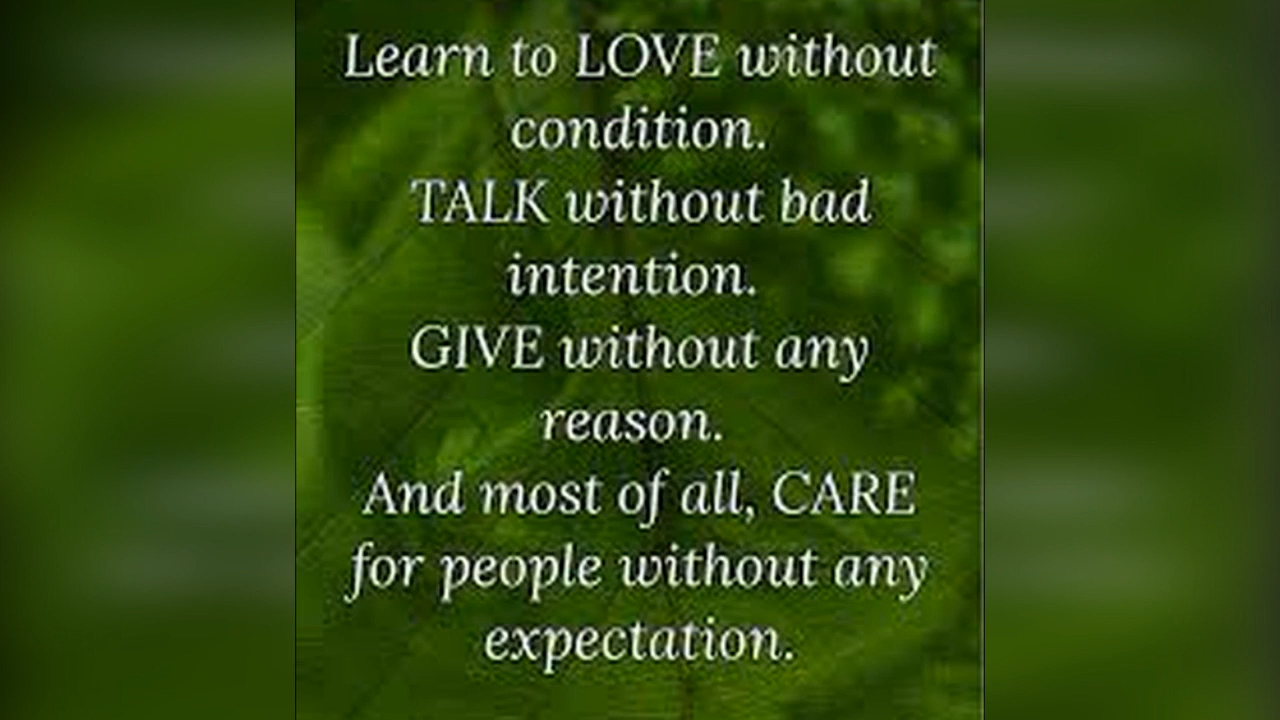 Learn to LOVE without
condition.
TALK without bad
intention.
GIVE without any
reason.
And most of all, CARE
for people without any
expectation.